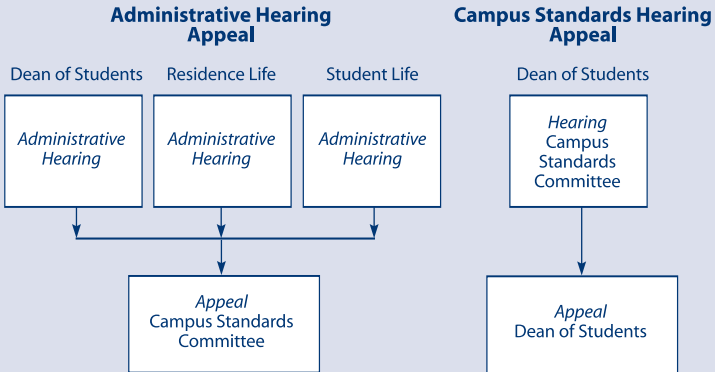 Administrative Hearing
Appeal
Dean of Students
Residence Life
Student Life
Administrative
Hearing
Administrative
Hearing
Administrative
Hearing
Appeal
Campus Standards
Committee
Campus Standards Hearing
Appeal
Dean of Students
Hearing
Campus
Standards
Committee
Appeal
Dean of Students